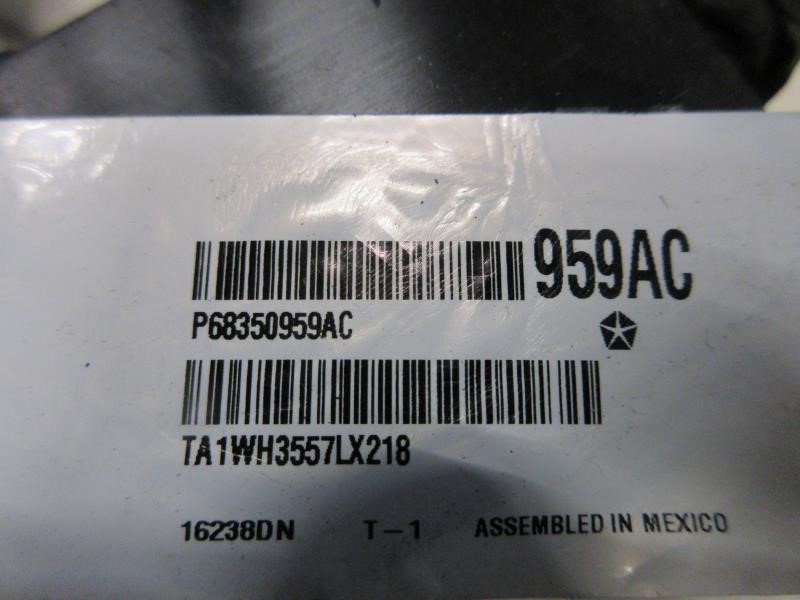 959AC
P68350959AC
TA1WH3557LX218
16238DN T-1 ASSEMBLED IN MEXICO